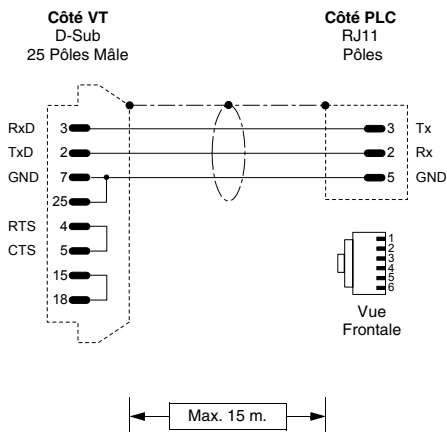 Côté VT
D-Sub
25 Pôles Mâle
Côté PLC
RJ11
Pôles
RxD 3 3 Tx
TxD 2 2 Rx
GND 7 5 GND
25
RTS 4
CTS 5
15
18
1
2
3
4
5
6
Vue
Frontale
Max. 15 m.